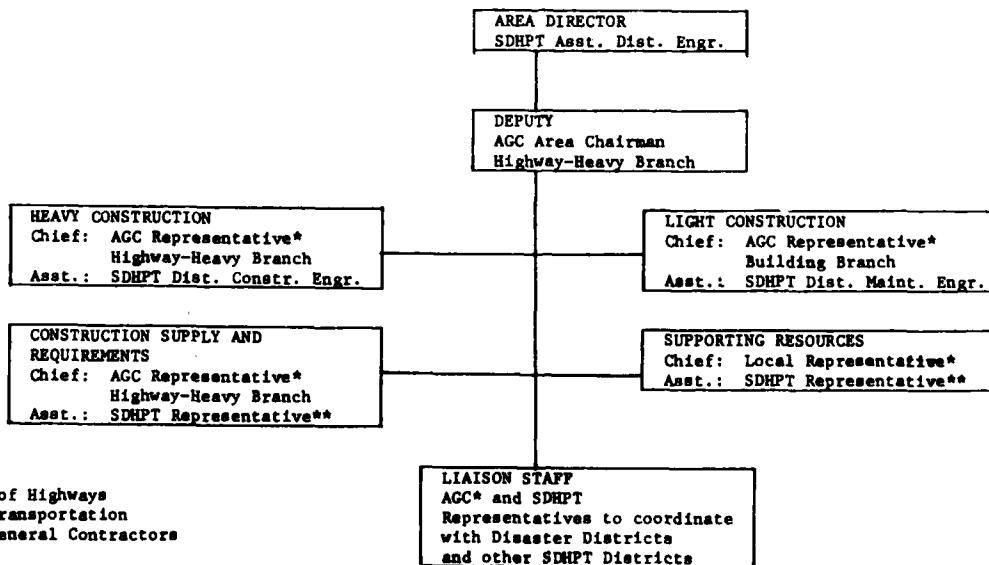 AREA DIRECTOR
SDHPT Asst. Dist. Engr.
DEPUTY
AGC Area Chairman
Highway-Heavy Branch
HEAVY CONSTRUCTION
Chief: AGC Representative*
Highway-Heavy Branch
Asst.: SDHPT Dist. Constr. Engr.
LIGHT CONSTRUCTION
Chief: AGC Representative*
Building Branch
Asst.: SDHPT Dist. Maint. Engr.
CONSTRUCTION SUPPLY AND
REQUIREMENTS
Chief: AGC Representative*
Highway-Heavy Branch
Asst.: SDHPT Representative**
SUPPORTING RESOURCES
Chief: Local Representative*
Asst.: SDHPT Representative**
LIAISON STAFF
AGC* and SDHPT
Representatives to coordinate
with Disaster Districts
and other SDHPT Districts
of Highways
ransportation
eneral Contractors